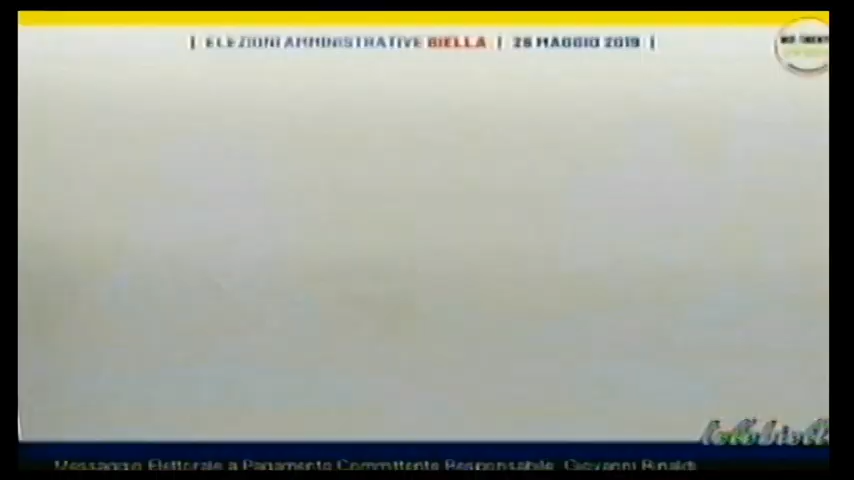 | ELEZIONI AMMINISTRATIVE BIELLA | 26 MAGGIO 2019 |
Messaggio Elettorale a Pagamento Committente Responsabile: Giovanni Rinaldi